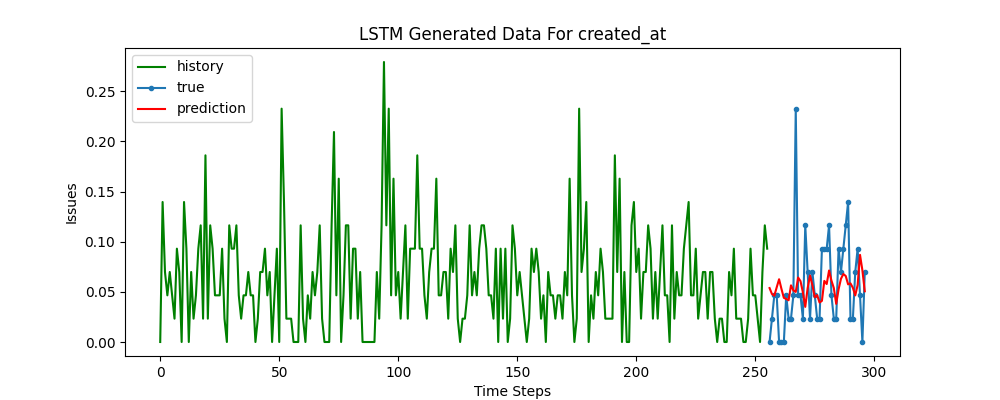 LSTM Generated Data For created_at
history
true
prediction
Issues
0.25
0.20
0.15
0.10
0.05
0.00
0 50 100 150 200 250 300
Time Steps